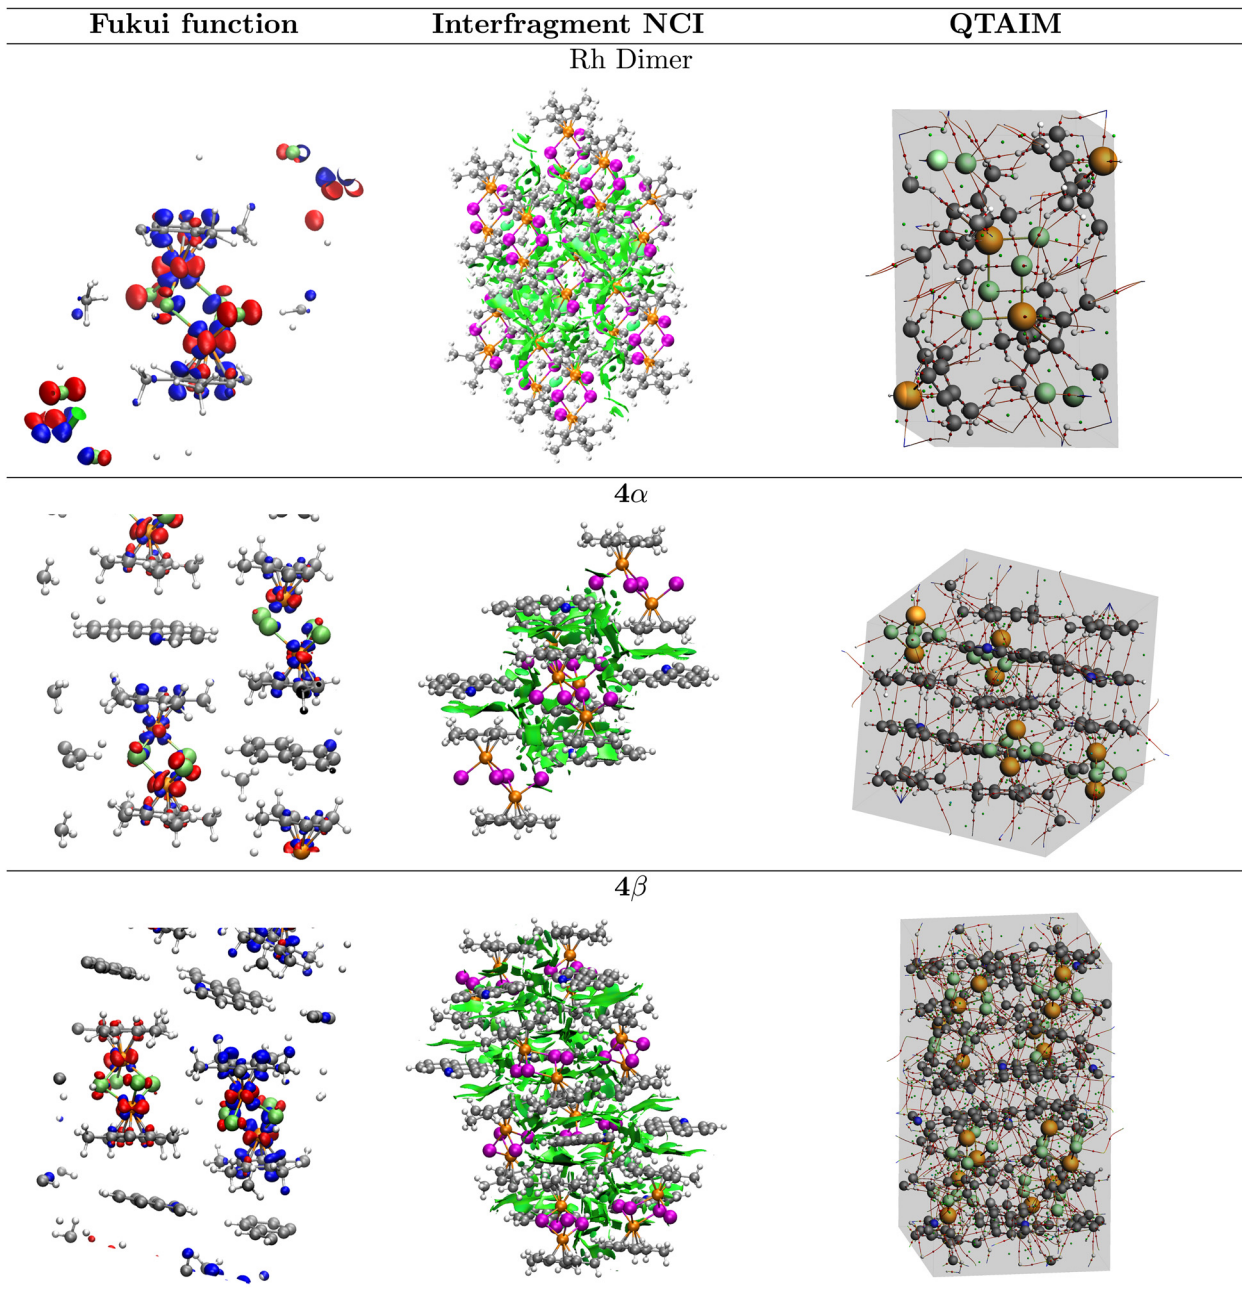 Fukui function Interfragment NCI QTAIM
Rh Dimer
4α
4β